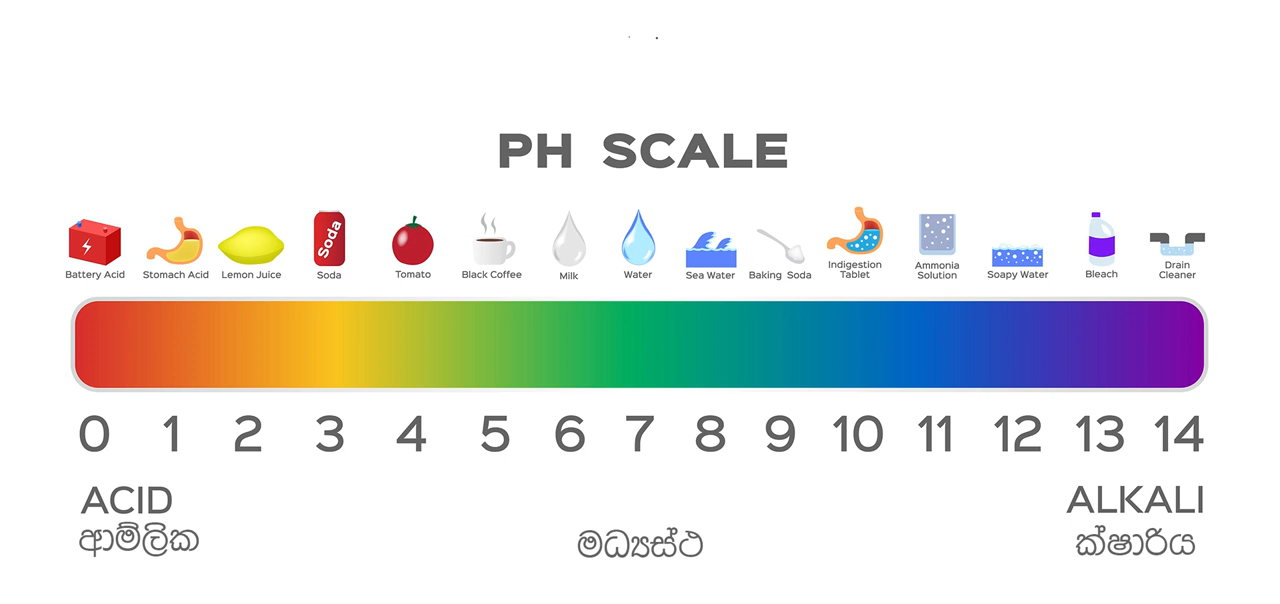 PH SCALE
Soda
Battery Acid
Stomach Acid
Lemon Juice
Soda
Tomato
Black Coffee
Milk
Water
Sea Water
Baking Soda
Indigestion
Tablet
Ammonia
Solution
Soapy Water
Bleach
Drain
Cleaner
0 1 2 3 4 5 6 7 8 9 10 11 12 13 14
ACID
ALKALI
ආම්ලික
මධ්‍යස්ථ
ක්ෂාරීය